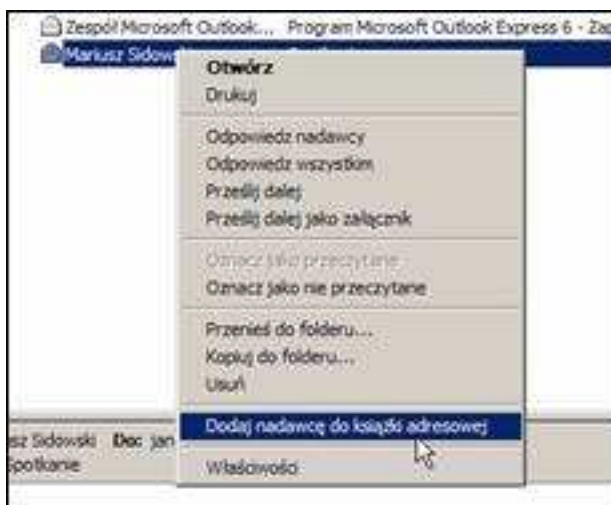 Zespół Microsoft Outlook... Program Microsoft Outlook Express 6 - Zap
Mariusz Sidow
Otwórz
Drukuj
Odpowiedz nadawcy
Odpowiedz wszystkim
Prześlij dalej
Prześlij dalej jako załącznik
Oznacz jako przeczytane
Oznacz jako nie przeczytane
Przenieś do folderu...
Kopiuj do folderu...
Usuń
Dodaj nadawcę do książki adresowej
Właściwości
sz Sidowski Do: jan
potkanie